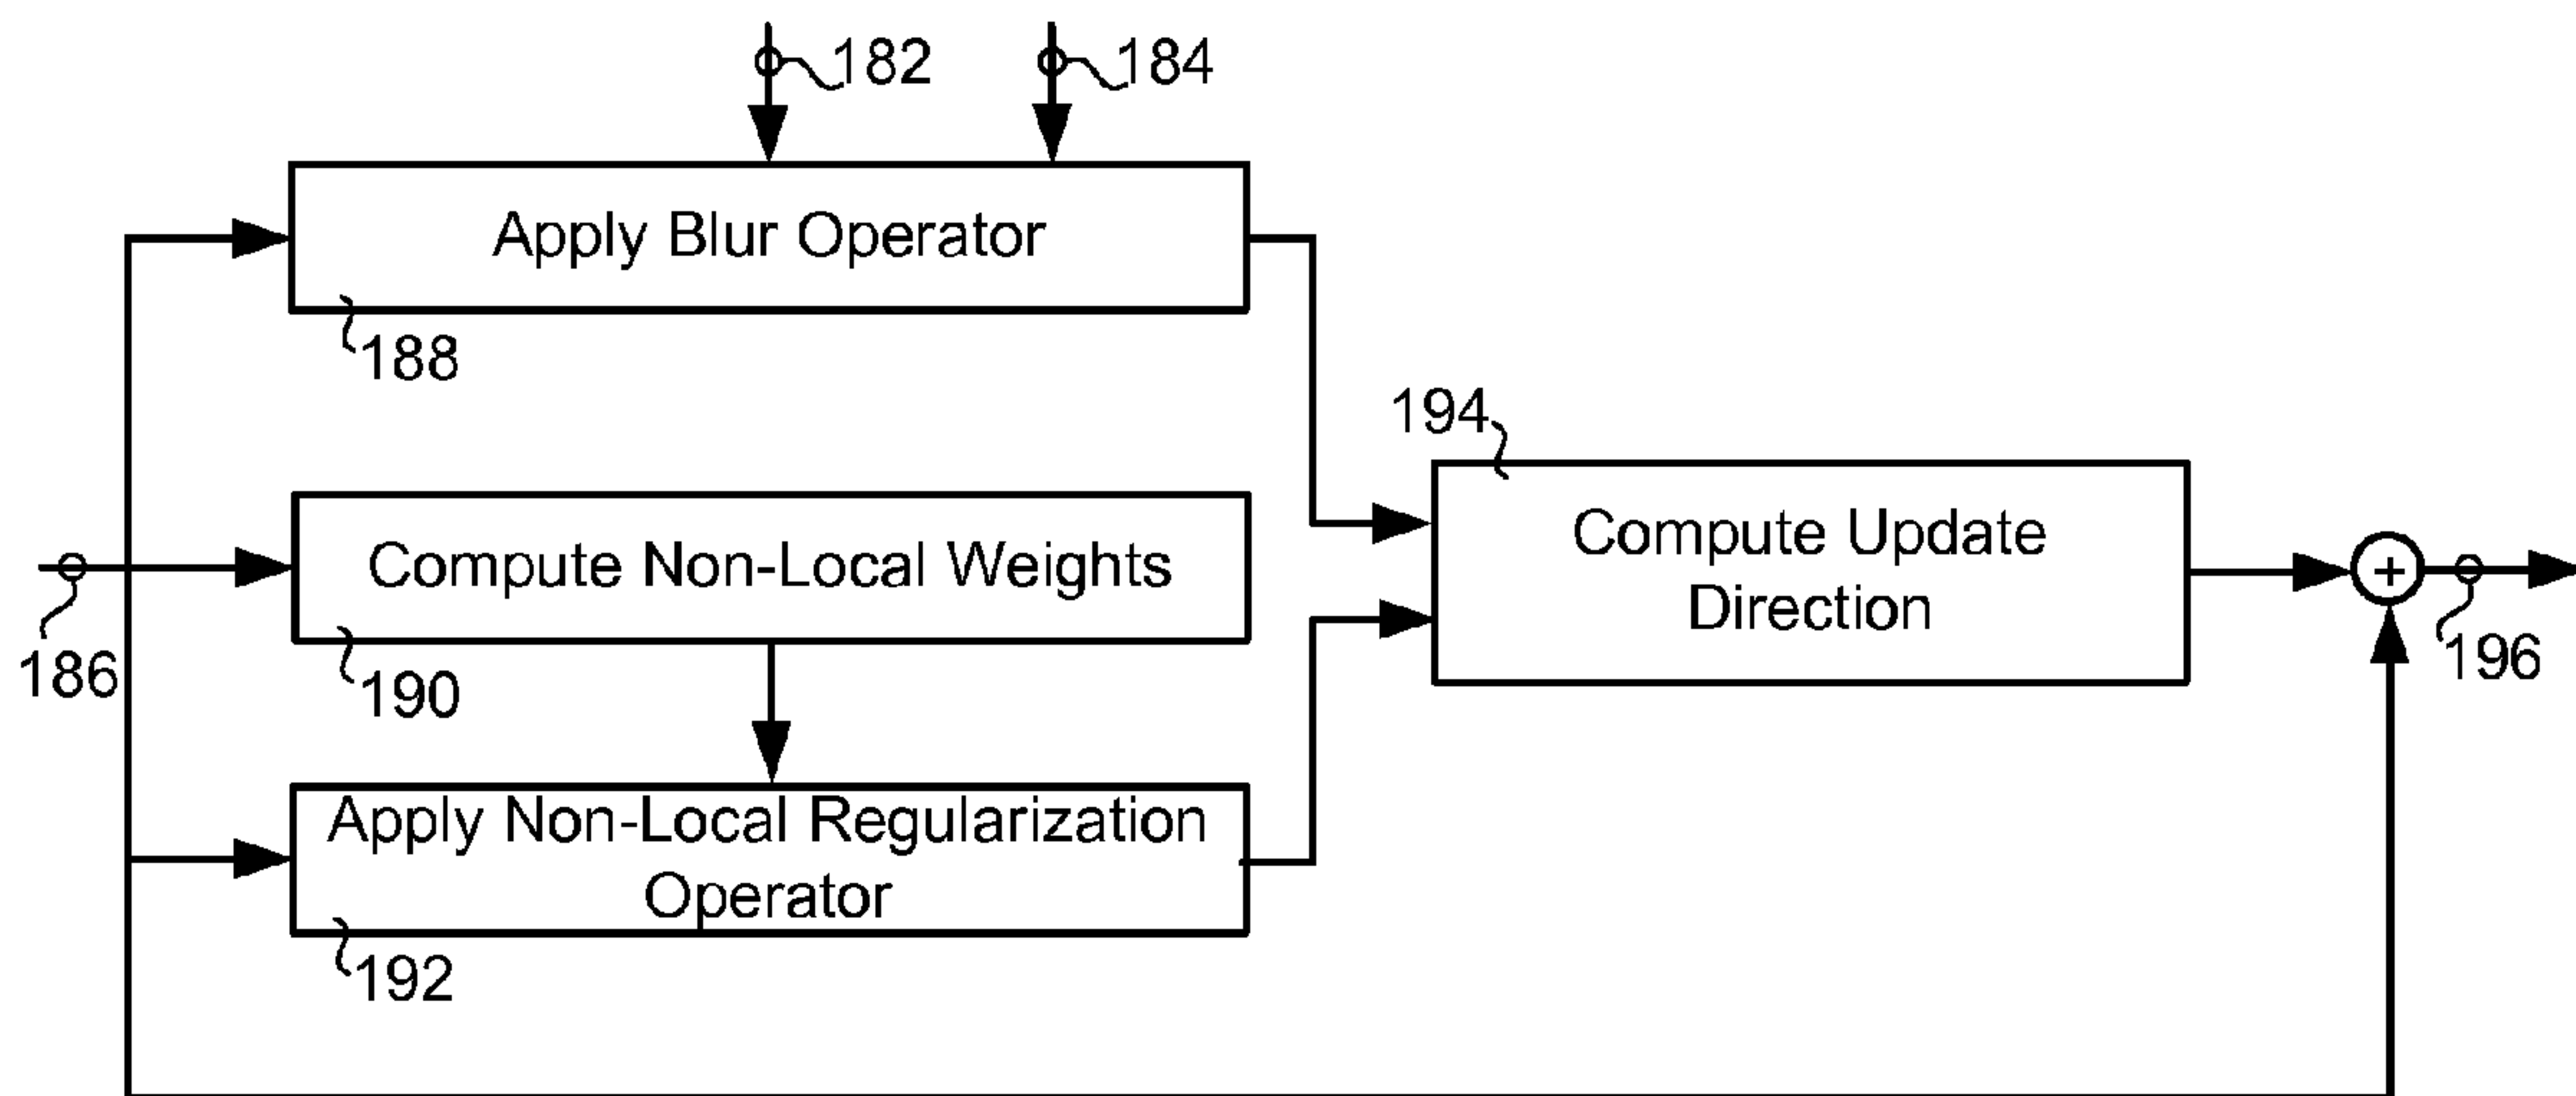 182
184
Apply Blur Operator
188
194
Compute Update
Direction
Compute Non-Local Weights
+
186
190
196
Apply Non-Local Regularization
Operator
192